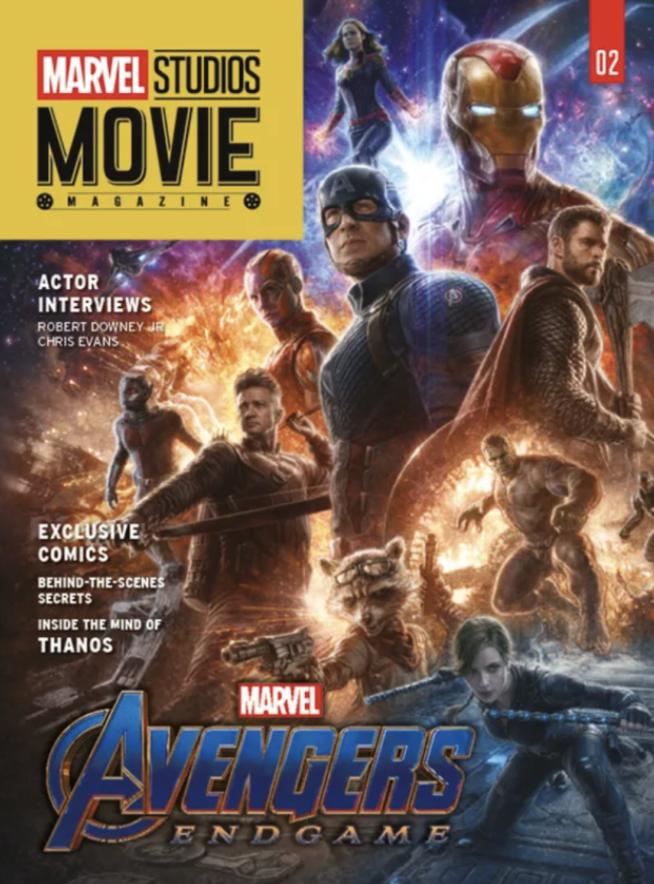 MARVEL STUDIOS
MOVIE
MAGAZINE
02
ACTOR
INTERVIEWS
ROBERT DOWNEY JR
CHRIS EVANS
EXCLUSIVE
COMICS
BEHIND-THE-SCENES
SECRETS
INSIDE THE MIND OF
THANOS
MARVEL
AVENGERS
ENDGAME